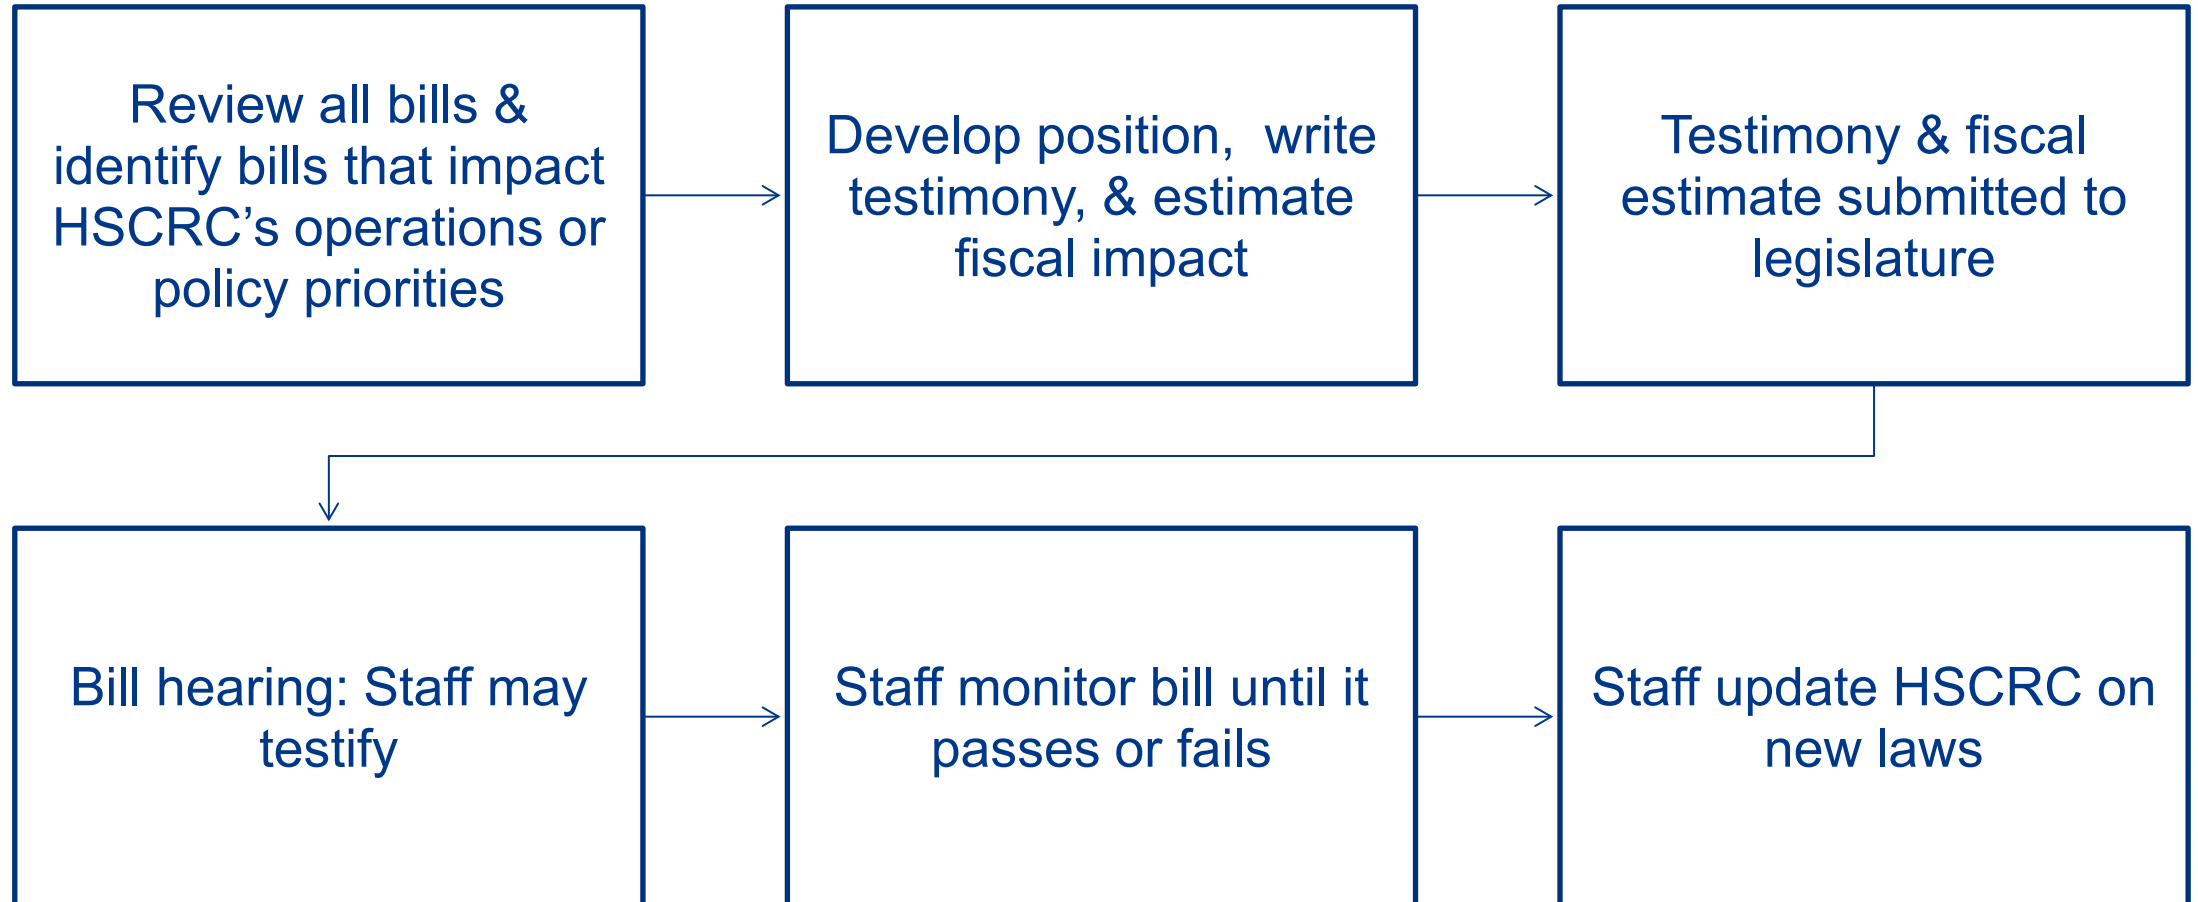 Review all bills &
identify bills that impact
HSCRC’s operations or
policy priorities
Develop position,  write
testimony, & estimate
fiscal impact
Testimony & fiscal
estimate submitted to
legislature
Bill hearing: Staff may
testify
Staff monitor bill until it
passes or fails
Staff update HSCRC on
new laws